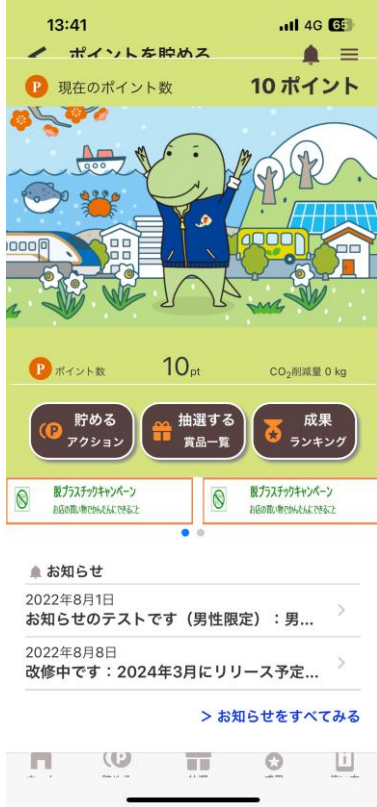 13:41
4G 65
ポイントを貯める
P 現在のポイント数 10 ポイント
P ポイント数 10pt CO2削減量 0 kg
貯める
アクション
抽選する
賞品一覧
成果
ランキング
脱プラスチックキャンペーン
お店の買い物でかんたんにできること
脱プラスチックキャンペーン
お店の買い物でかんたんにできること
お知らせ
2022年8月1日
お知らせのテストです（男性限定）：男...
2022年8月8日
改修中です：2024年3月にリリース予定...
> お知らせをすべてみる